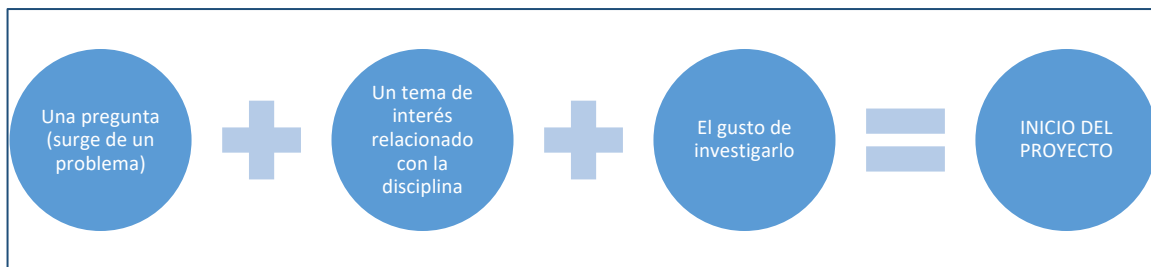 Una pregunta
(surge de un
problema)
Un tema de
interés
relacionado
con la
disciplina
El gusto de
investigarlo
INICIO DEL
PROYECTO